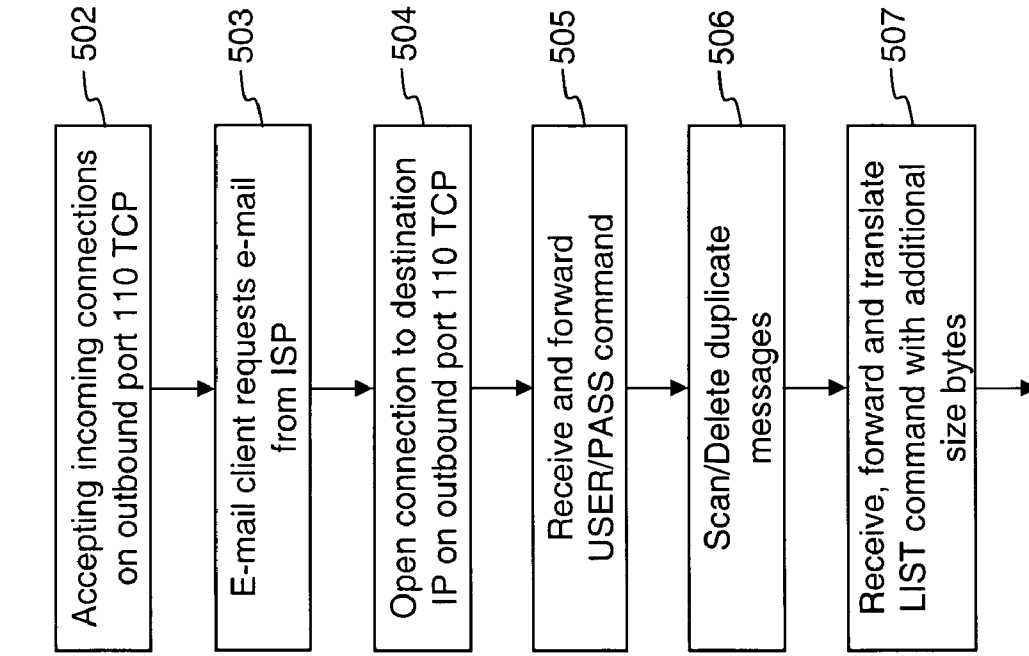 Accepting incoming connections
on outbound port 110 TCP
502
E-mail client requests e-mail
from ISP
503
Open connection to destination
IP on outbound port 110 TCP
504
Receive and forward
USER/PASS command
505
Scan/Delete duplicate
messages
506
Receive, forward and translate
LIST command with additional
size bytes
507